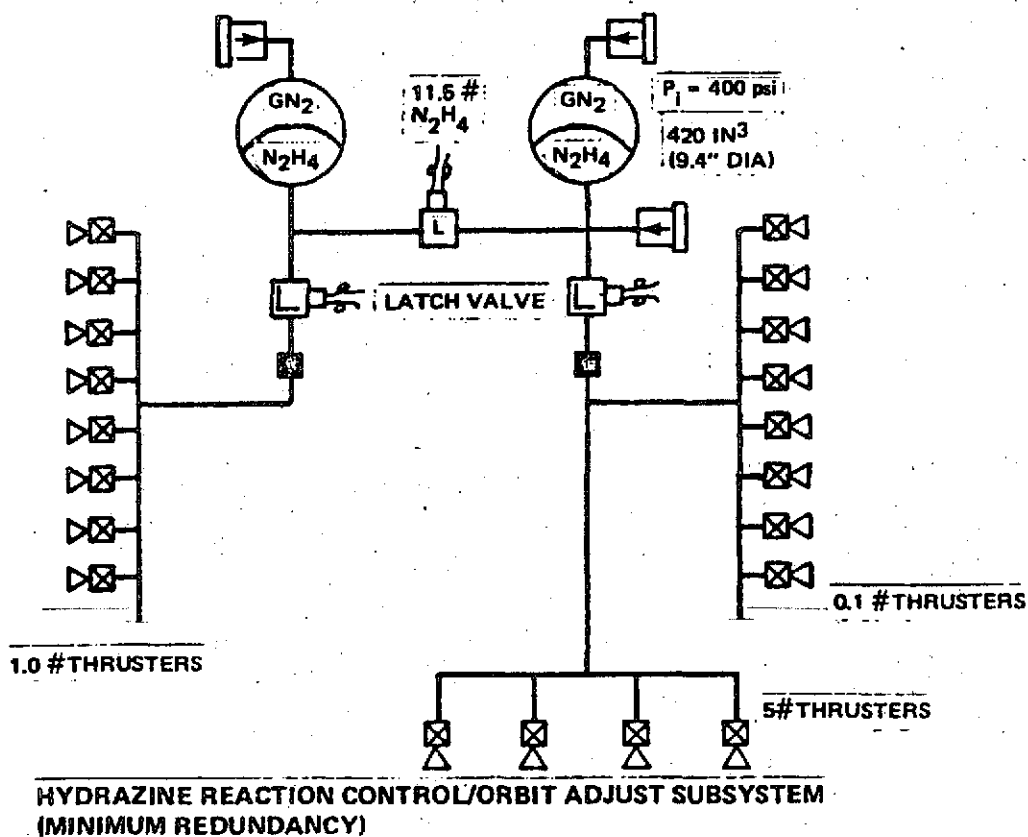 GN2
N2H4
11.5 #
N2H4
GN2
N2H4
Pi = 400 psi
420 IN3
(9.4" DIA)
L
L
LATCH VALVE
L
1.0 # THRUSTERS
0.1 # THRUSTERS
5# THRUSTERS
HYDRAZINE REACTION CONTROL/ORBIT ADJUST SUBSYSTEM
(MINIMUM REDUNDANCY)